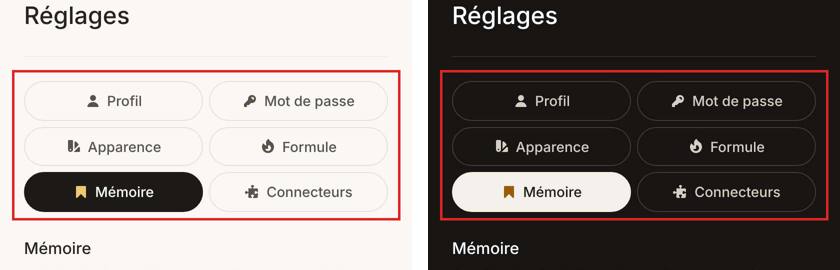 Réglages
Profil
Mot de passe
Apparence
Formule
Mémoire
Connecteurs
Mémoire
Réglages
Profil
Mot de passe
Apparence
Formule
Mémoire
Connecteurs
Mémoire